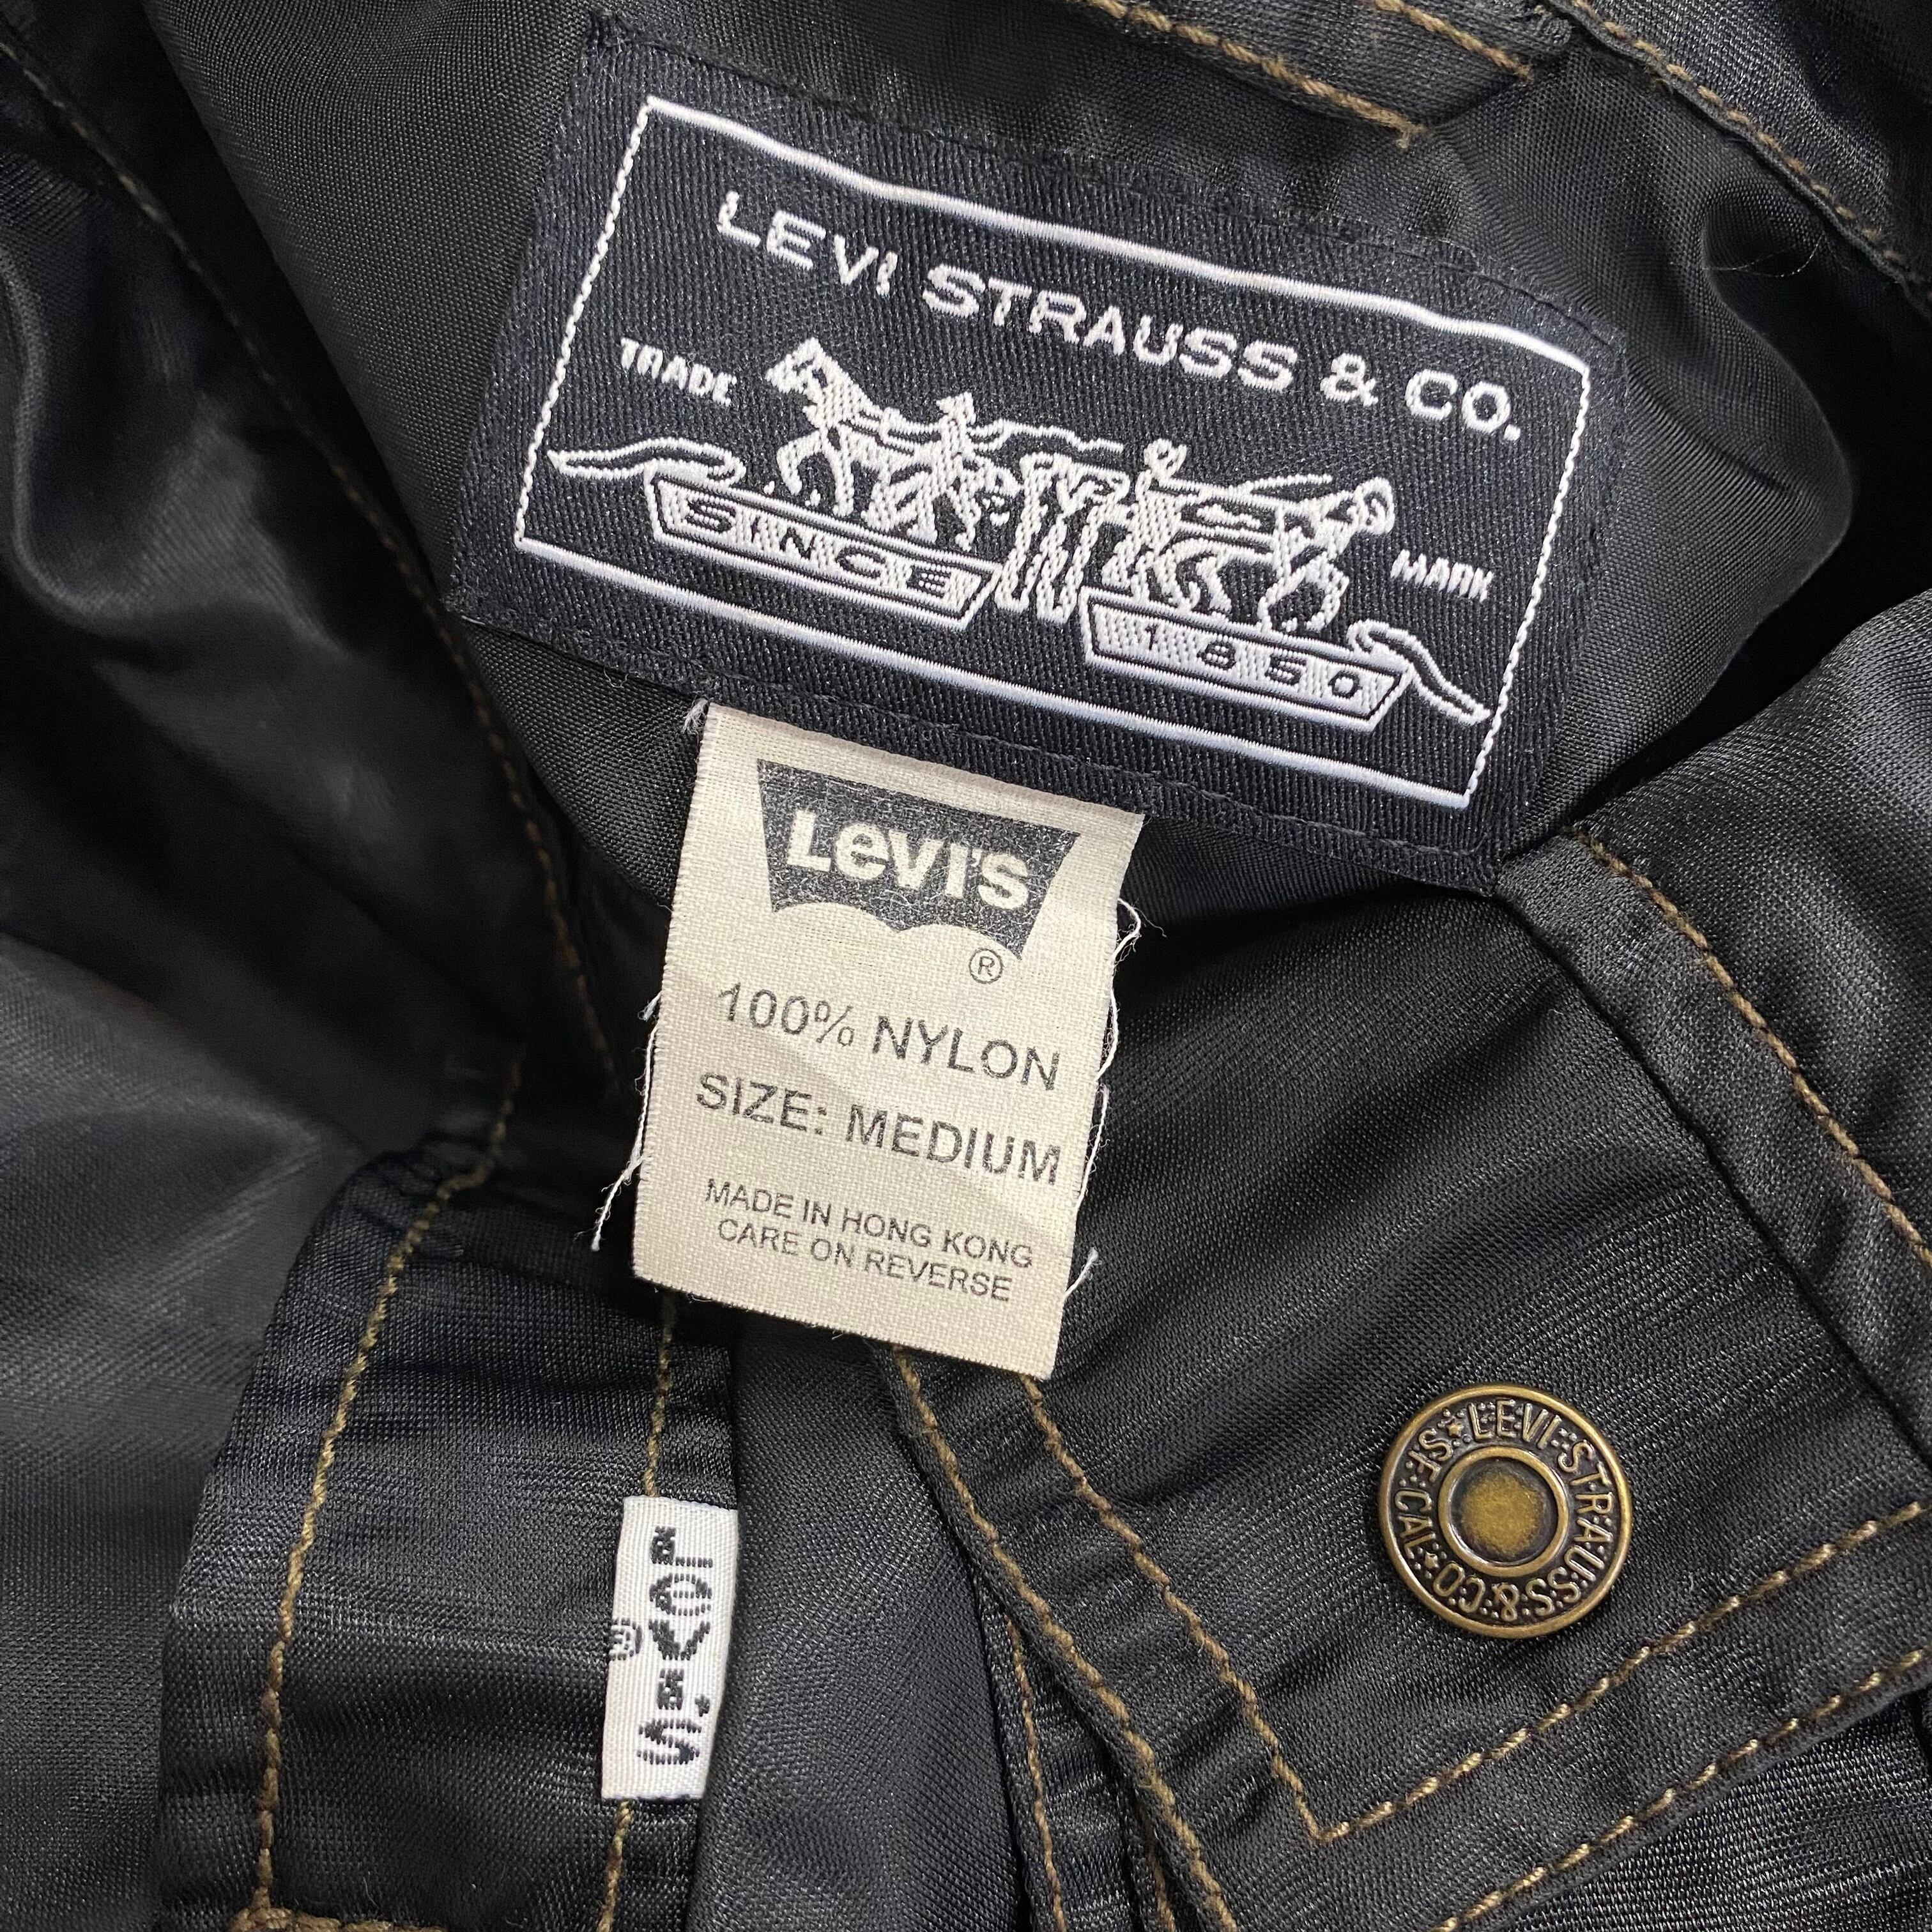 LEVI STRAUSS & CO.
TRADE MARK
SINCE 1850
LEVI'S
®
100% NYLON
SIZE: MEDIUM
MADE IN HONG KONG
CARE ON REVERSE
LEVI'S
®
LEVI·STRAUSS·&·CO·S·F·CAL·